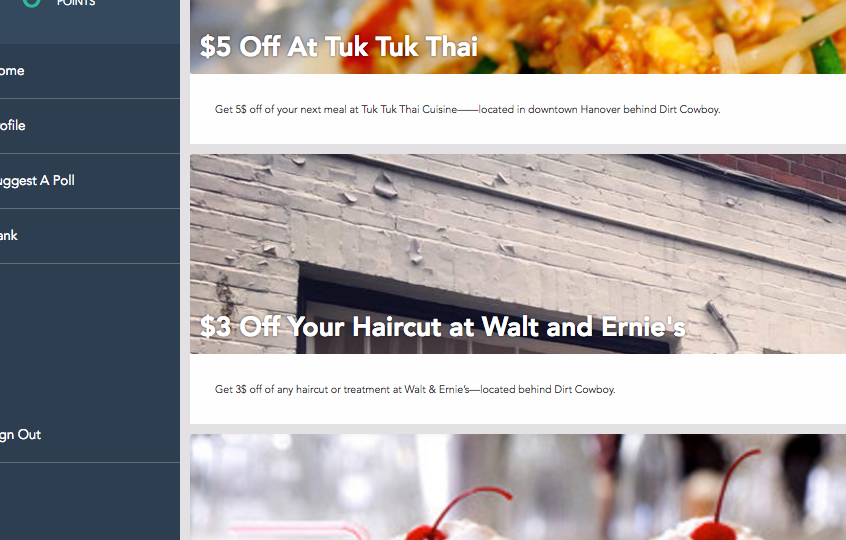 POINTS
ome
ofile
uggest A Poll
ank
gn Out
$5 Off At Tuk Tuk Thai
Get 5$ off of your next meal at Tuk Tuk Thai Cuisine——located in downtown Hanover behind Dirt Cowboy.
$3 Off Your Haircut at Walt and Ernie's
Get 3$ off of any haircut or treatment at Walt & Ernie's—located behind Dirt Cowboy.